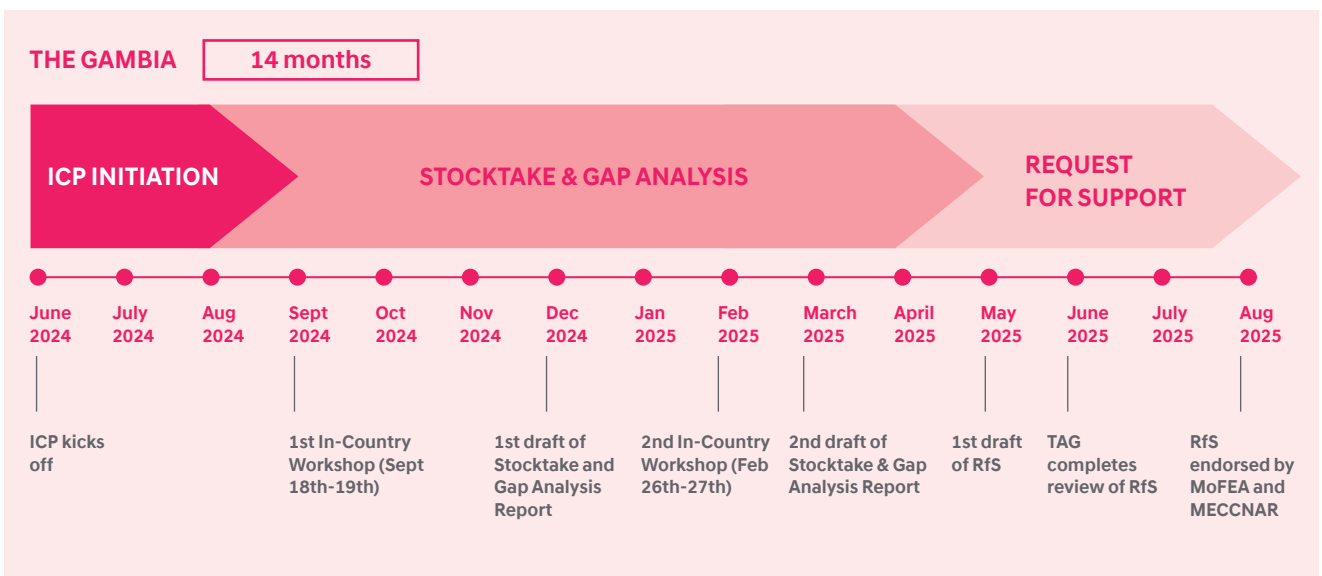 THE GAMBIA
14 months
ICP INITIATION
STOCKTAKE & GAP ANALYSIS
REQUEST
FOR SUPPORT
June
2024
July
2024
Aug
2024
Sept
2024
Oct
2024
Nov
2024
Dec
2024
Jan
2025
Feb
2025
March
2025
April
2025
May
2025
June
2025
July
2025
Aug
2025
ICP kicks
off
1st In-Country
Workshop (Sept
18th-19th)
1st draft of
Stocktake and
Gap Analysis
Report
2nd In-Country
Workshop (Feb
26th-27th)
2nd draft of
Stocktake & Gap
Analysis Report
1st draft
of RfS
TAG
completes
review of RfS
RfS
endorsed by
MoFEA and
MECCNAR